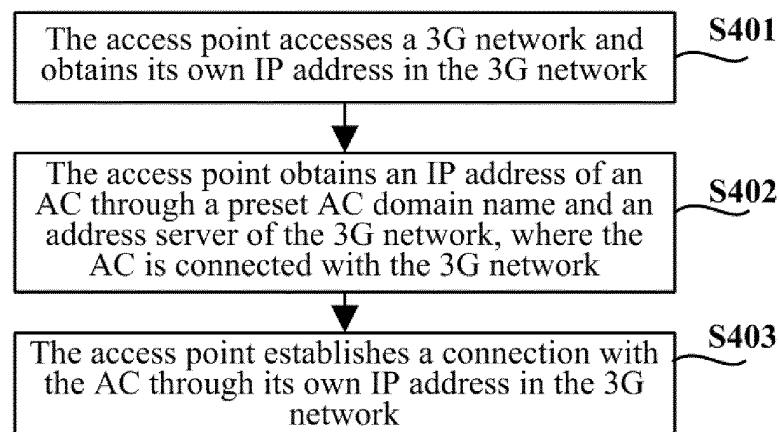 The access point accesses a 3G network and
obtains its own IP address in the 3G network
S401
The access point obtains an IP address of an
AC through a preset AC domain name and an
address server of the 3G network, where the
AC is connected with the 3G network
S402
The access point establishes a connection with
the AC through its own IP address in the 3G
network
S403